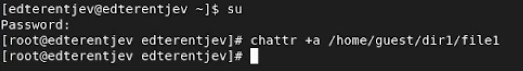 [edterentjev@edterentjev ~]$ su
Password:
[root@edterentjev edterentjev]# chattr +a /home/guest/dir1/file1
[root@edterentjev edterentjev]#